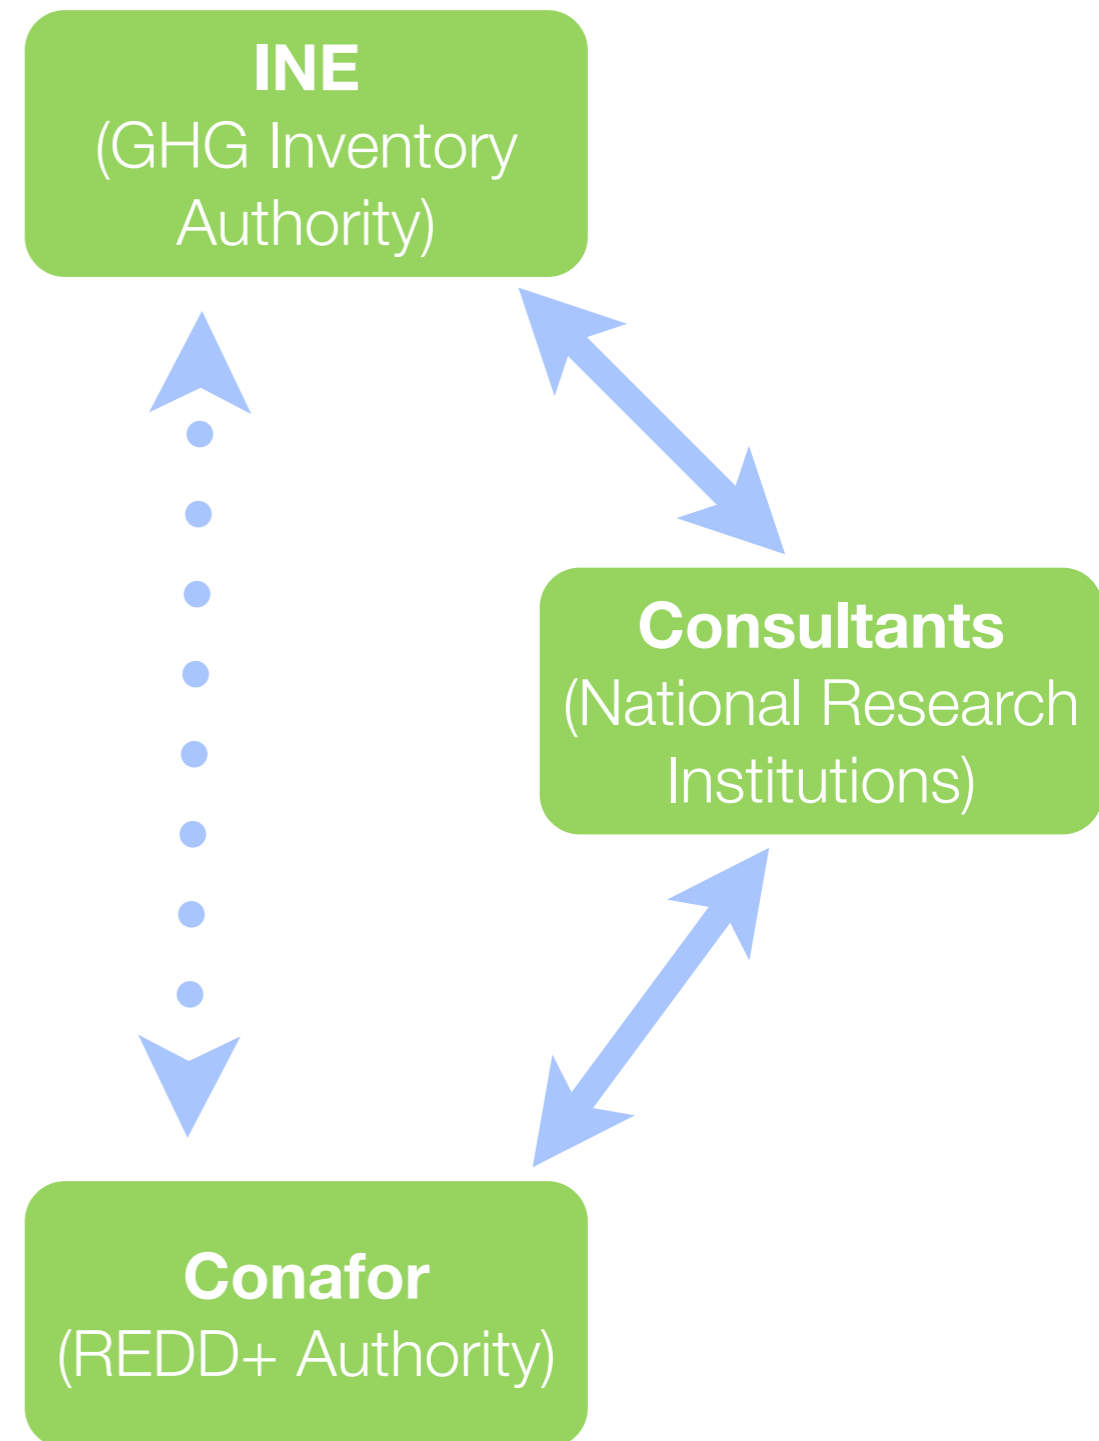 INE
(GHG Inventory
Authority)
Consultants
(National Research
Institutions)
Conafor
(REDD+ Authority)